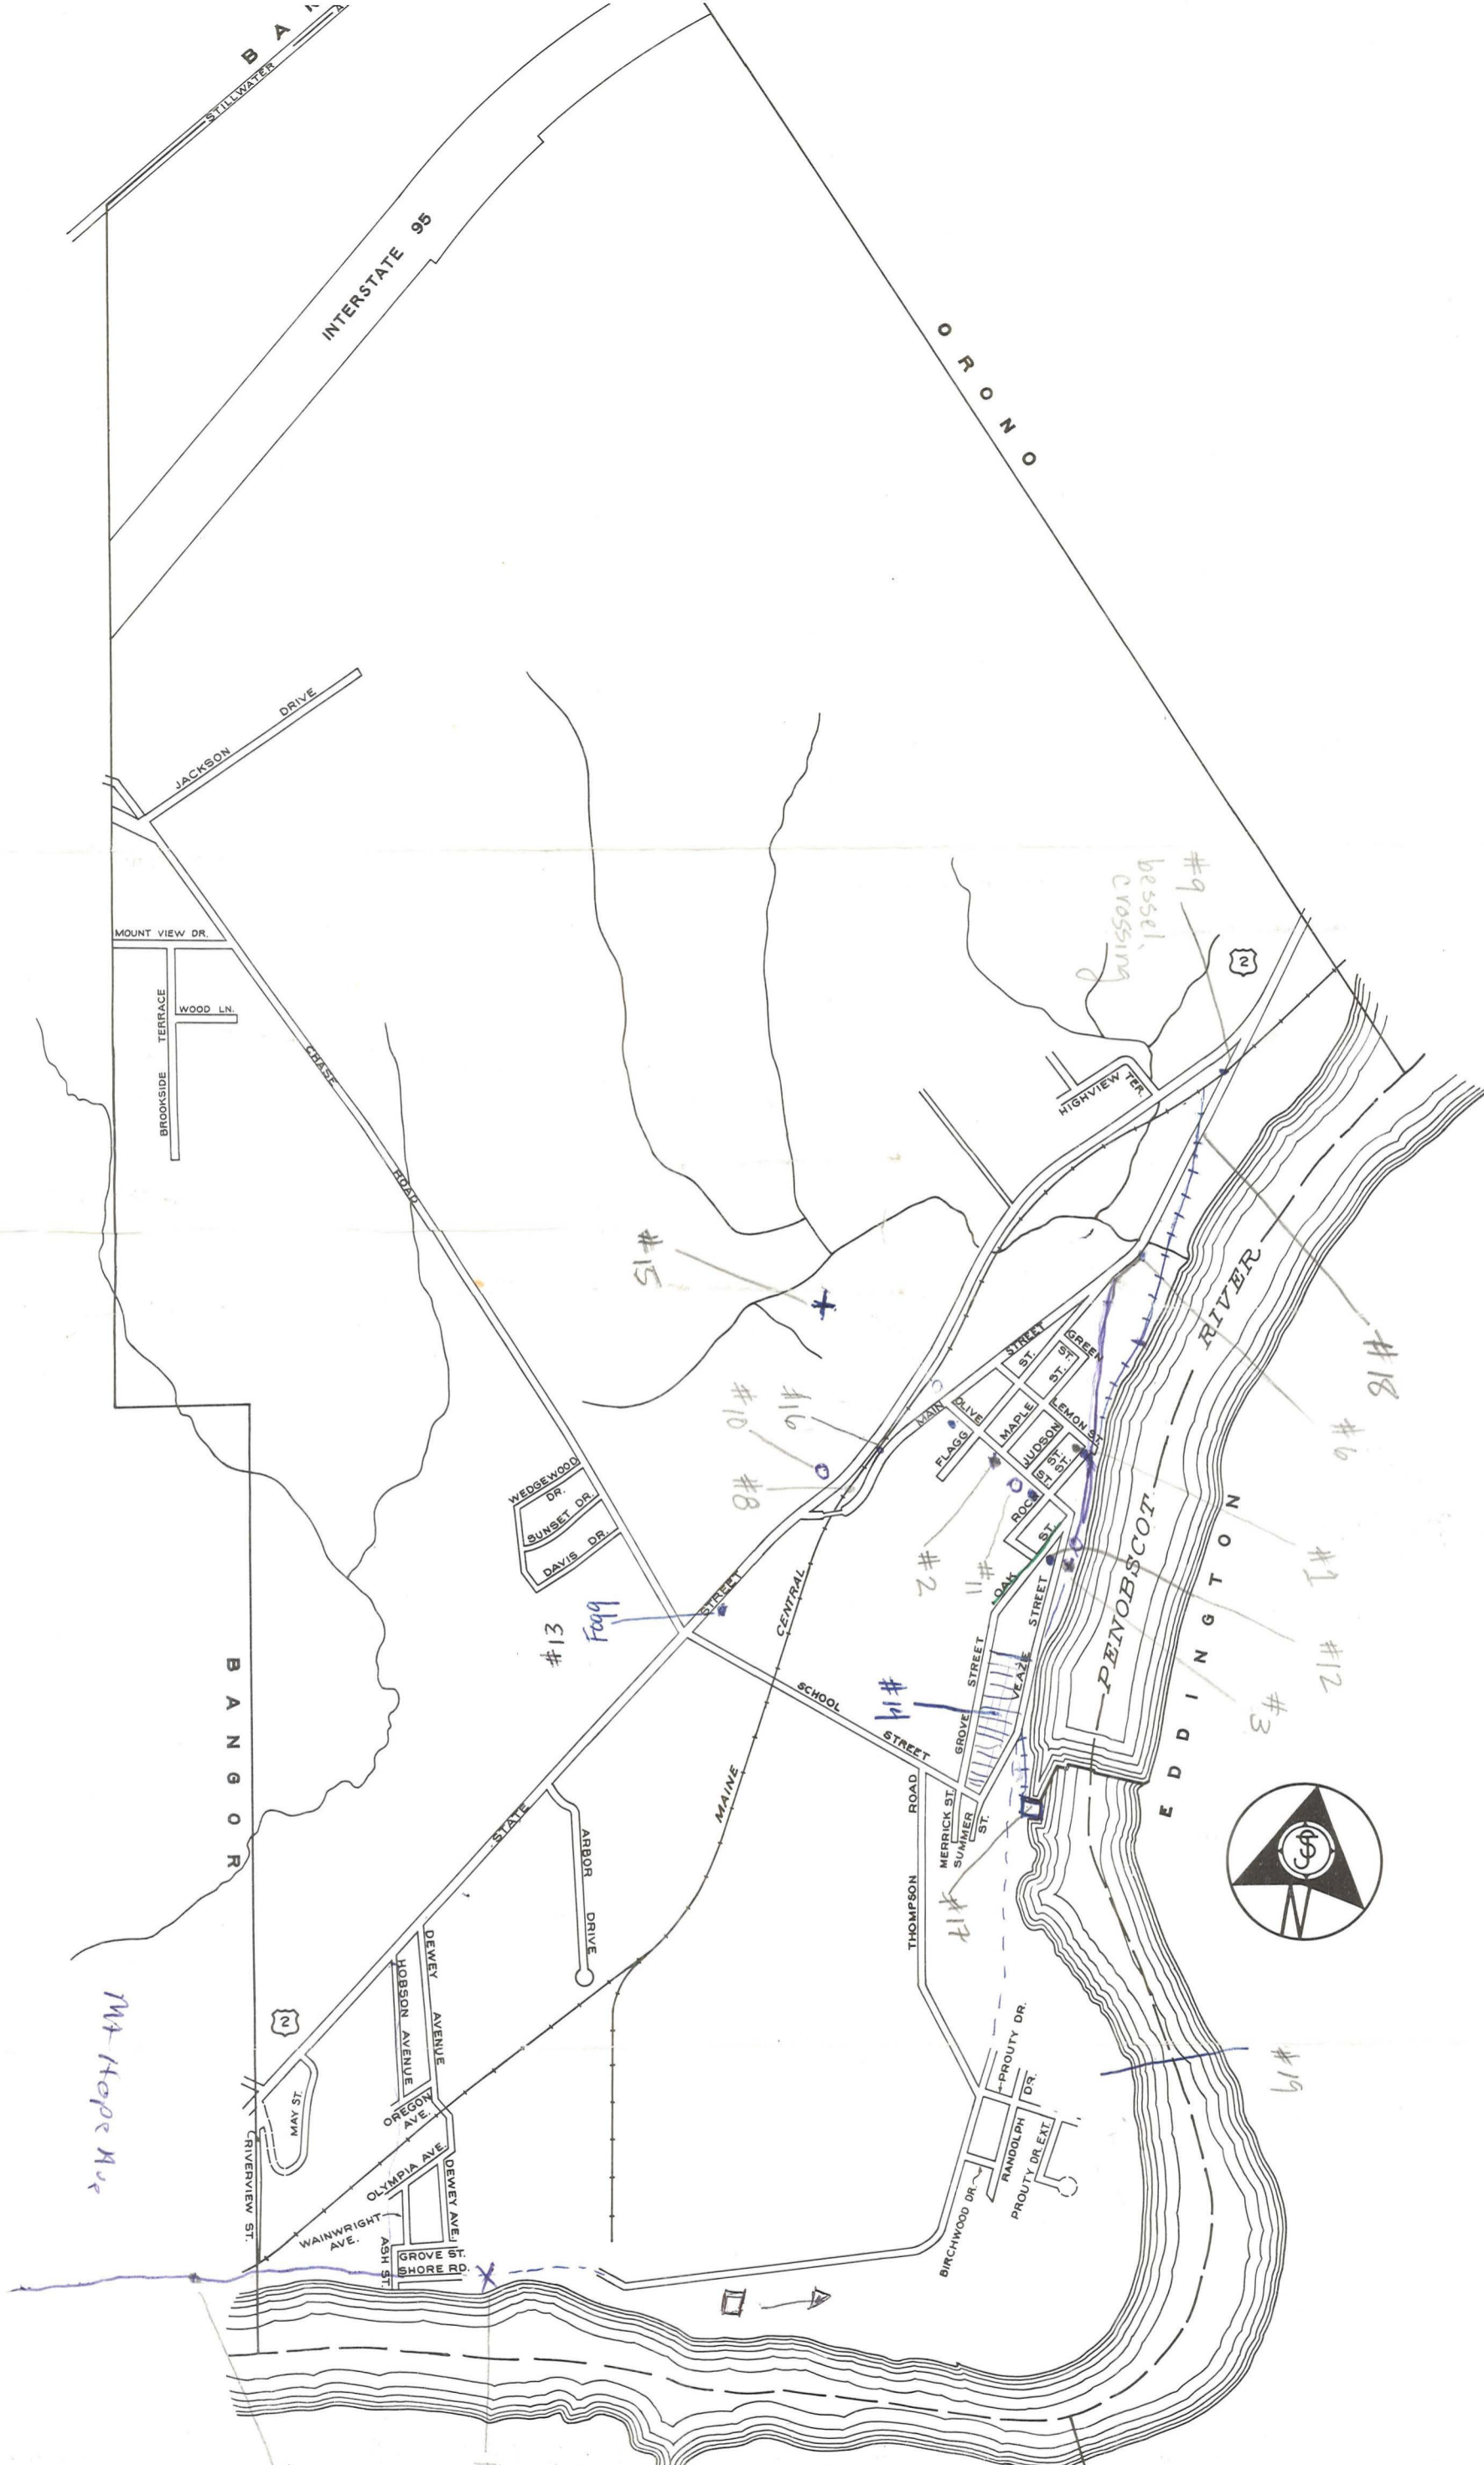 B A
STILLWATER
INTERSTATE 95
O R O N O
JACKSON DRIVE
#9
crossing
2
MOUNT VIEW DR.
WOOD LN.
BROOKSIDE TERRACE
CHASE ROAD
HIGHVIEW TER.
#15
#18
RIVER
PENOBSCOT
E D D I N G T O N
STREET
GREEN ST.
ST.
ST.
MAIN
OLIVE
MAPLE
LEMON ST.
FLAGG
JUDSON
ST.
ST.
ST.
ST.
ROCK
ST.
OAK
STREET
#6
#16
#10
#8
#2
#11
#1
#12
#3
WEDGEWOOD DR.
SUNSET DR.
DAVIS DR.
STREET
CENTRAL
Fogg
#13
#14
GROVE STREET
VEAZIE
SCHOOL STREET
B A N G O R
STATE
MAINE
ARBOR DRIVE
THOMPSON ROAD
MERRICK ST.
SUMMER ST.
#17
N
DEWEY AVENUE
HOBSON AVENUE
2
MAY ST.
OREGON AVE.
OLYMPIA AVE.
DEWEY AVE.
RIVERVIEW ST.
WAINWRIGHT AVE.
ASH ST.
GROVE ST.
SHORE RD.
PROUTY DR.
DR.
RANDOLPH
PROUTY DR. EXT.
BIRCHWOOD DR.
#19
Mt Hope Ave